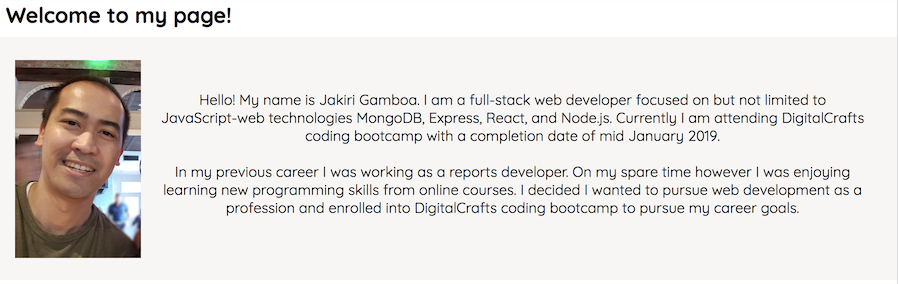 Welcome to my page!
Hello! My name is Jakiri Gamboa. I am a full-stack web developer focused on but not limited to
JavaScript-web technologies MongoDB, Express, React, and Node.js. Currently I am attending DigitalCrafts
coding bootcamp with a completion date of mid January 2019.
In my previous career I was working as a reports developer. On my spare time however I was enjoying
learning new programming skills from online courses. I decided I wanted to pursue web development as a
profession and enrolled into DigitalCrafts coding bootcamp to pursue my career goals.